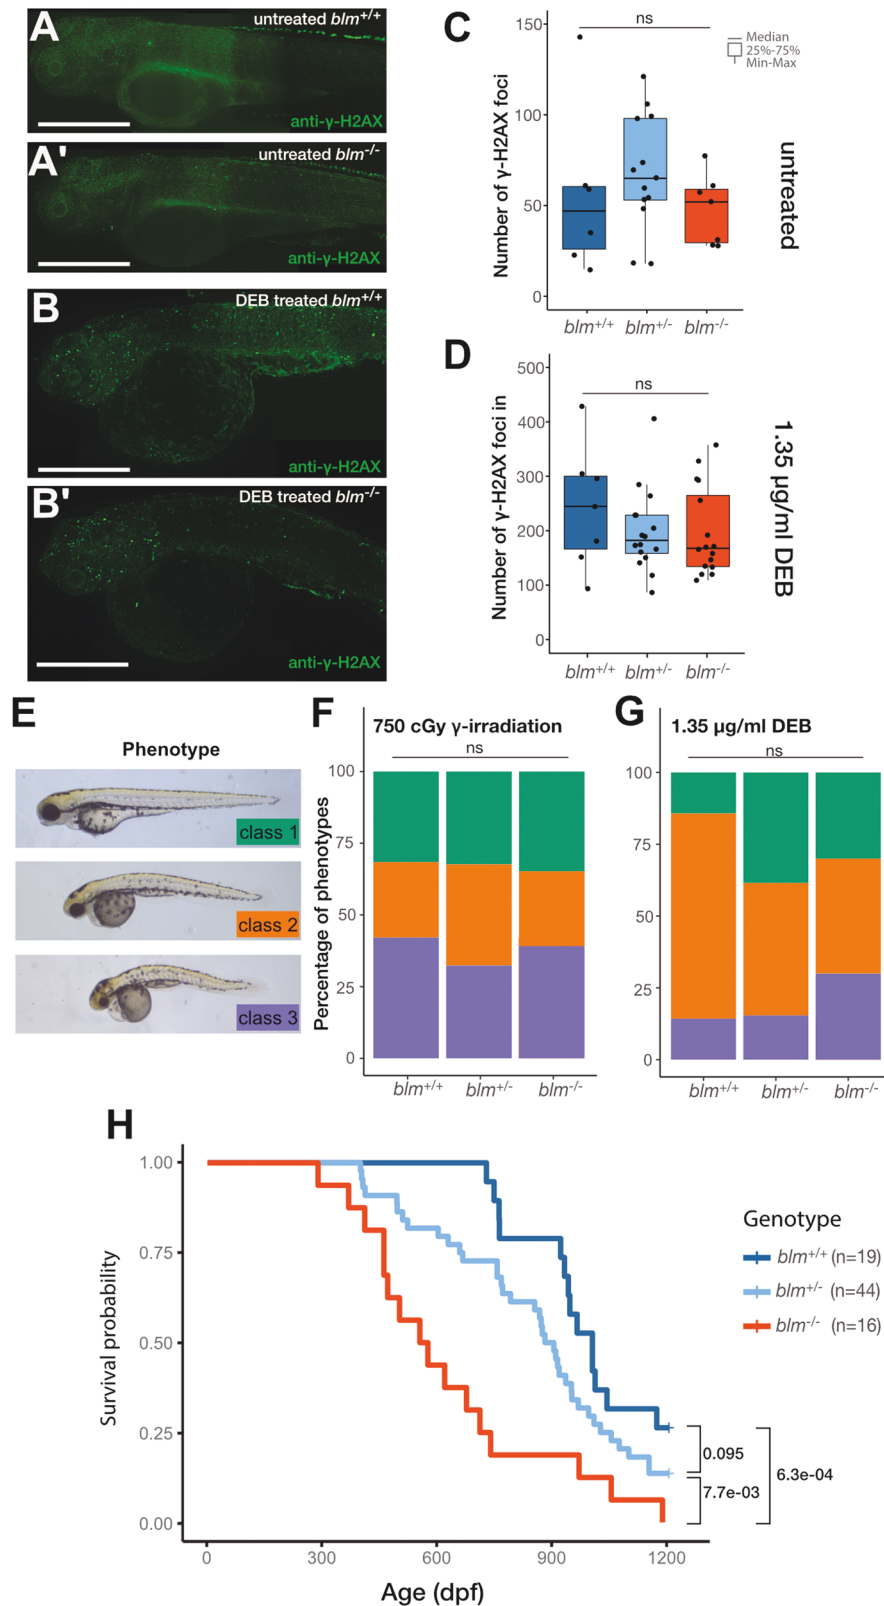 A
untreated blm+/+
anti-γ-H2AX
A'
untreated blm-/-
anti-γ-H2AX
B
DEB treated blm+/+
anti-γ-H2AX
B'
DEB treated blm-/-
anti-γ-H2AX
C
Number of γ-H2AX foci
150
100
50
0
ns
Median
25%-75%
Min-Max
blm+/+
blm+/-
blm-/-
untreated
D
Number of γ-H2AX foci in
500
400
300
200
100
0
ns
blm+/+
blm+/-
blm-/-
1.35 µg/ml DEB
E
Phenotype
class 1
class 2
class 3
F
750 cGy γ-irradiation
ns
Percentage of phenotypes
100
75
50
25
0
blm+/+
blm+/-
blm-/-
G
1.35 µg/ml DEB
ns
100
75
50
25
0
blm+/+
blm+/-
blm-/-
H
Survival probability
1.00
0.75
0.50
0.25
0.00
0
300
600
900
1200
Age (dpf)
Genotype
blm+/+ (n=19)
blm+/- (n=44)
blm-/- (n=16)
0.095
7.7e-03
6.3e-04